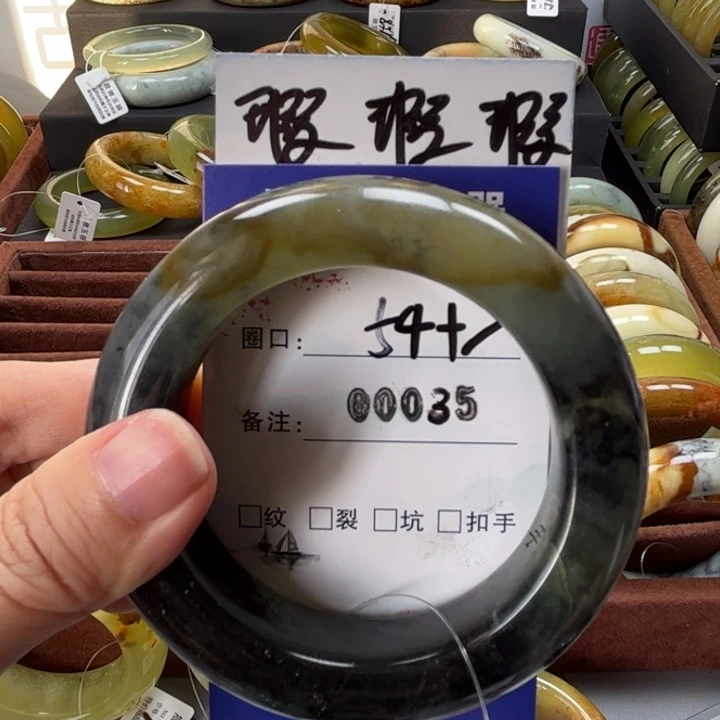 瑕 瑕 瑕
圈口: 54+
备注: 00035
□纹 □裂 □坑 □扣手